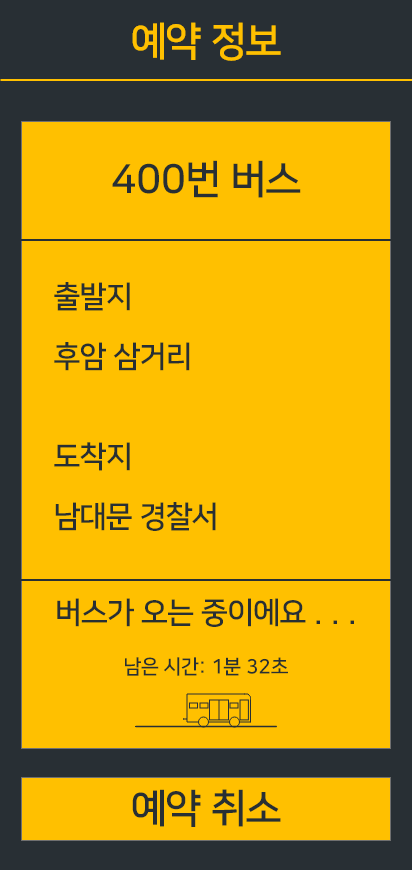 예약 정보
400번 버스
출발지
후암 삼거리
도착지
남대문 경찰서
버스가 오는 중이에요 . . .
남은 시간: 1분 32초
예약 취소